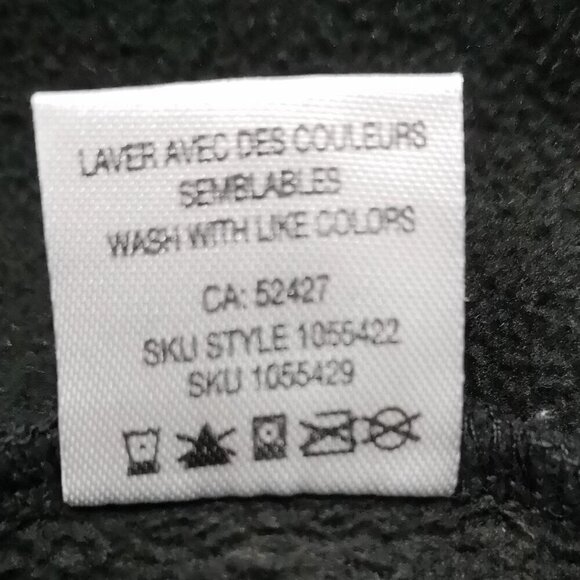 LAVER AVEC DES COULEURS
SEMBLABLES
WASH WITH LIKE COLORS
CA: 52427
SKU STYLE 1055422
SKU 1055429